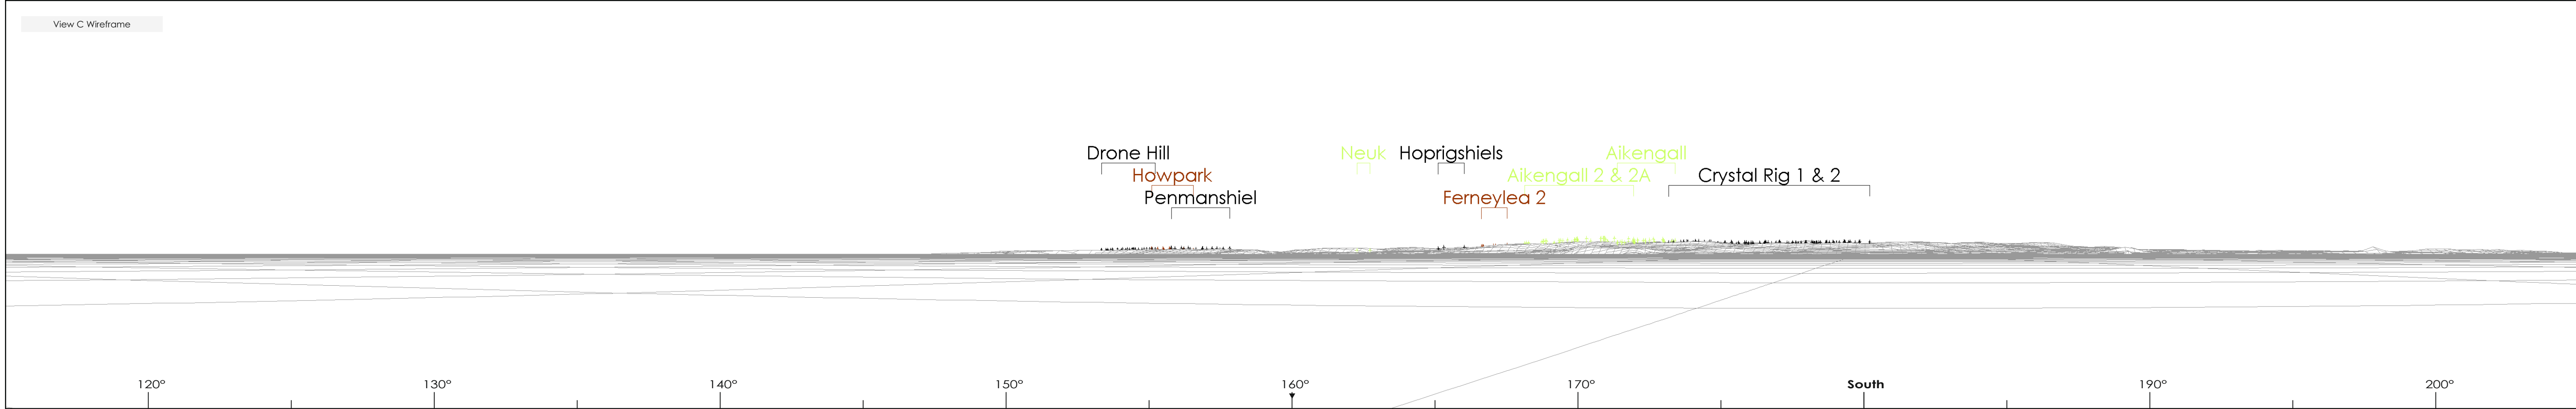 View C Wireframe
Drone Hill
Neuk
Hoprigshiels
Aikengall
Howpark
Aikengall 2 & 2A
Crystal Rig 1 & 2
Penmanshiel
Ferneylea 2
120°
130°
140°
150°
160°
170°
South
190°
200°